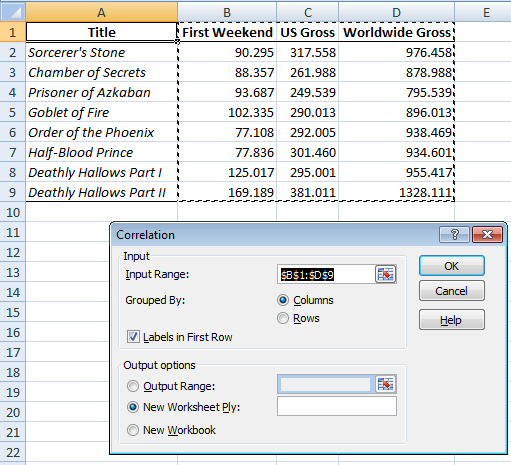 A B C D E
1 Title First Weekend US Gross Worldwide Gross
2 Sorcerer's Stone 90.295 317.558 976.458
3 Chamber of Secrets 88.357 261.988 878.988
4 Prisoner of Azkaban 93.687 249.539 795.539
5 Goblet of Fire 102.335 290.013 896.013
6 Order of the Phoenix 77.108 292.005 938.469
7 Half-Blood Prince 77.836 301.460 934.601
8 Deathly Hallows Part I 125.017 295.001 955.417
9 Deathly Hallows Part II 169.189 381.011 1328.111
10
11
12
13
14
15
16
17
18
19
20
21
22
Correlation ?
Input
Input Range: $B$1:$D$9
Grouped By: Columns
Rows
Labels in First Row
OK
Cancel
Help
Output options
Output Range:
New Worksheet Ply:
New Workbook